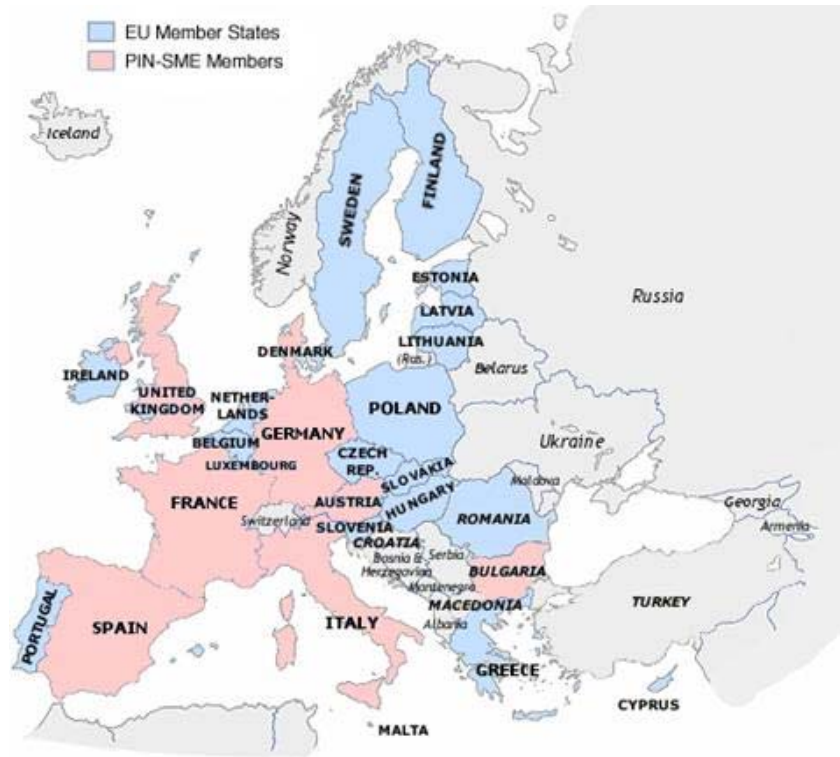 EU Member States
PIN-SME Members
Iceland
FINLAND
SWEDEN
Norway
ESTONIA
Russia
LATVIA
LITHUANIA
(Rus.)
DENMARK
Belarus
IRELAND
UNITED
KINGDOM
NETHER-
LANDS
POLAND
GERMANY
Ukraine
BELGIUM
CZECH
REP.
LUXEMBOURG
SLOVAKIA
Moldova
FRANCE
AUSTRIA
HUNGARY
Georgia
Switzerland
SLOVENIA
ROMANIA
Armenia
CROATIA
Bosnia &
Herzegovian
Serbia
BULGARIA
Montenegro
PORTUGAL
SPAIN
ITALY
MACEDONIA
Albania
TURKEY
GREECE
CYPRUS
MALTA